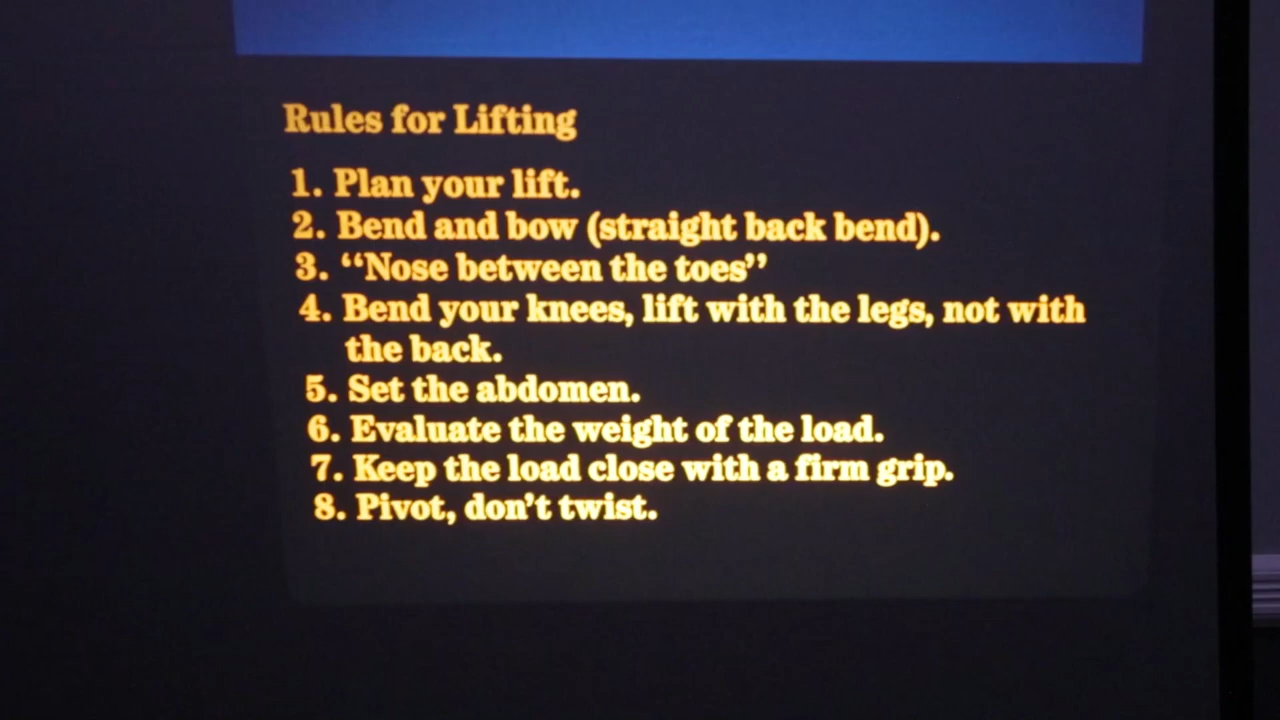 Rules for Lifting
1. Plan your lift.
2. Bend and bow (straight back bend).
3. “Nose between the toes”
4. Bend your knees, lift with the legs, not with
the back.
5. Set the abdomen.
6. Evaluate the weight of the load.
7. Keep the load close with a firm grip.
8. Pivot, don’t twist.